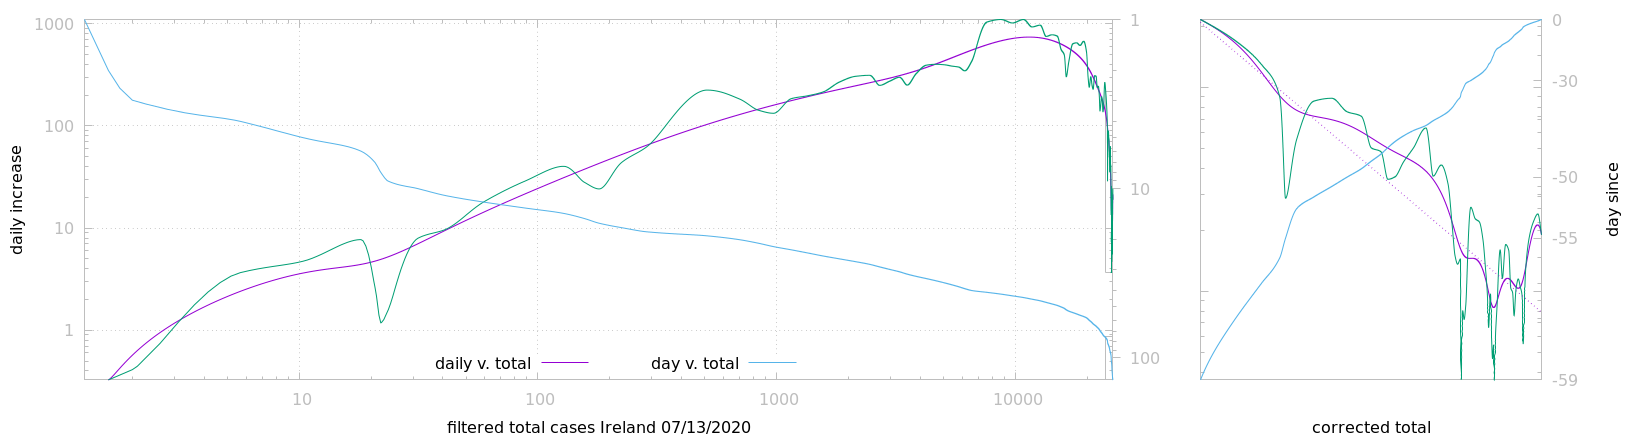 1000
100
10
1
daily increase
10
100
1000
10000
filtered total cases Ireland 07/13/2020
daily v. total
day v. total
1
10
100
0
-30
-50
-55
-59
day since
corrected total